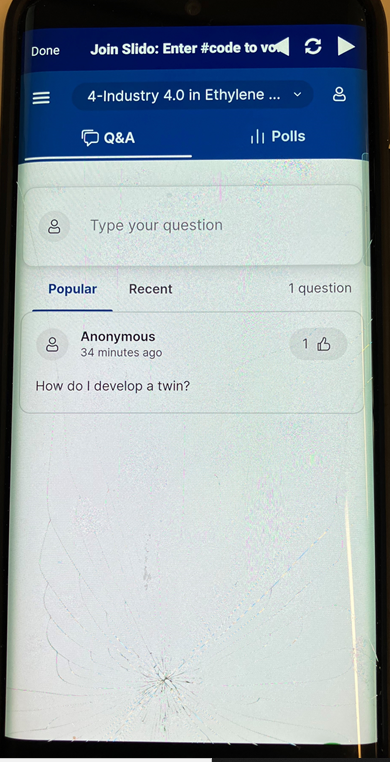 Done
Join Slido: Enter #code to vo
4-Industry 4.0 in Ethylene ...
Q&A
Polls
Type your question
Popular
Recent
1 question
Anonymous
34 minutes ago
1
How do I develop a twin?